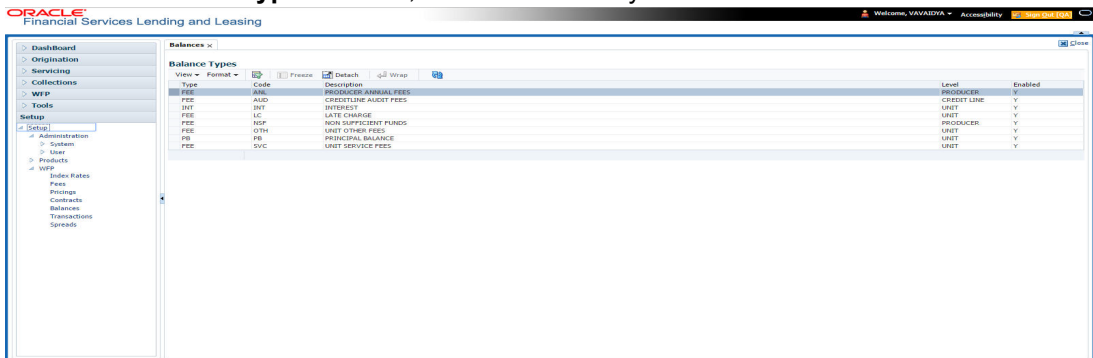 ORACLE
Financial Services Lending and Leasing
Welcome, VAVAIDYA Accessibility Sign Out [QA]
DashBoard
Origination
Servicing
Collections
WFP
Tools
Setup
Setup
Administration
System
User
Products
WFP
Index Rates
Fees
Pricings
Contracts
Balances
Transactions
Spreads
Balances x
Close
Balance Types
View Format Freeze Detach Wrap
Type Code Description Level Enabled
FEE ANL PRODUCER ANNUAL FEES PRODUCER Y
FEE AUD CREDITLINE AUDIT FEES CREDIT LINE Y
INT INT INTEREST UNIT Y
FEE LC LATE CHARGE UNIT Y
FEE NSF NON SUFFICIENT FUNDS PRODUCER Y
FEE OTH UNIT OTHER FEES UNIT Y
PB PB PRINCIPAL BALANCE UNIT Y
FEE SVC UNIT SERVICE FEES UNIT Y